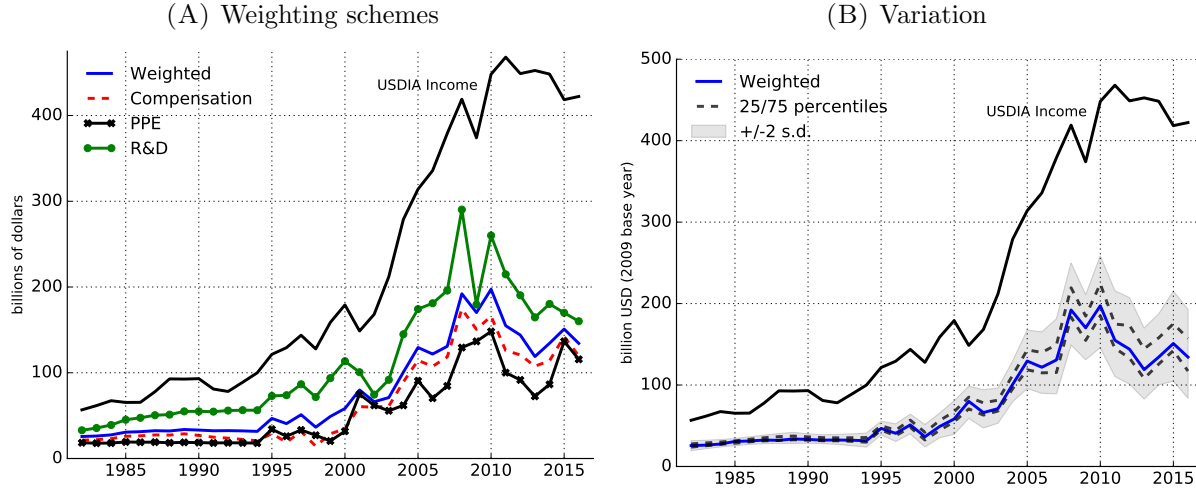 (A) Weighting schemes
billions of dollars
400
300
200
100
0
Weighted
Compensation
PPE
R&D
USDIA Income
1985 1990 1995 2000 2005 2010 2015
(B) Variation
billion USD (2009 base year)
500
400
300
200
100
0
Weighted
25/75 percentiles
+/-2 s.d.
USDIA Income
1985 1990 1995 2000 2005 2010 2015